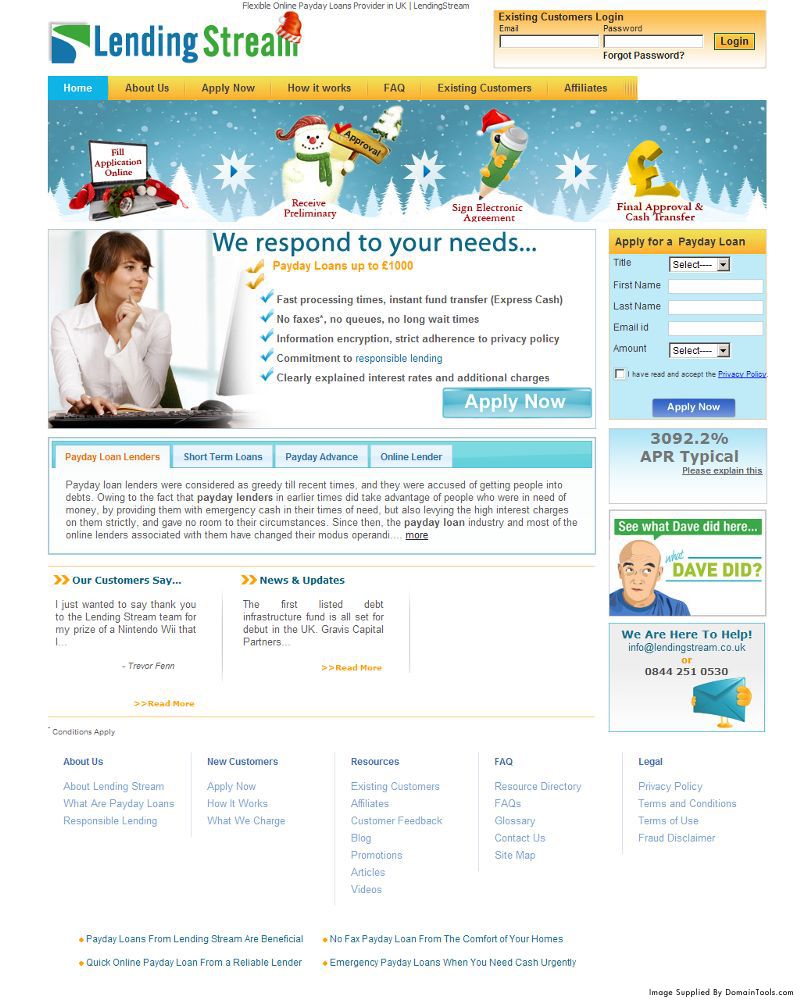 Flexible Online Payday Loans Provider in UK | LendingStream
Lending Stream
Existing Customers Login
Email Password
Login
Forgot Password?
Home About Us Apply Now How it works FAQ Existing Customers Affiliates
Fill
Application
Online
Approval
Receive
Preliminary
Sign Electronic
Agreement
£
Final Approval &
Cash Transfer
We respond to your needs...
Payday Loans up to £1000
Fast processing times, instant fund transfer (Express Cash)
No faxes*, no queues, no long wait times
Information encryption, strict adherence to privacy policy
Commitment to responsible lending
Clearly explained interest rates and additional charges
Apply Now
Apply for a Payday Loan
Title Select----
First Name
Last Name
Email id
Amount Select----
I have read and accept the Privacy Policy.
Apply Now
3092.2%
APR Typical
Please explain this
Payday Loan Lenders Short Term Loans Payday Advance Online Lender
Payday loan lenders were considered as greedy till recent times, and they were accused of getting people into
debts. Owing to the fact that payday lenders in earlier times did take advantage of people who were in need of
money, by providing them with emergency cash in their times of need, but also levying the high interest charges
on them strictly, and gave no room to their circumstances. Since then, the payday loan industry and most of the
online lenders associated with them have changed their modus operandi.... more
See what Dave did here...
what
DAVE DID?
Our Customers Say...
I just wanted to say thank you
to the Lending Stream team for
my prize of a Nintendo Wii that
I...
- Trevor Fenn
>>Read More
News & Updates
The first listed debt
infrastructure fund is all set for
debut in the UK. Gravis Capital
Partners...
>>Read More
We Are Here To Help!
info@lendingstream.co.uk
or
0844 251 0530
* Conditions Apply
About Us
About Lending Stream
What Are Payday Loans
Responsible Lending
New Customers
Apply Now
How It Works
What We Charge
Resources
Existing Customers
Affiliates
Customer Feedback
Blog
Promotions
Articles
Videos
FAQ
Resource Directory
FAQs
Glossary
Contact Us
Site Map
Legal
Privacy Policy
Terms and Conditions
Terms of Use
Fraud Disclaimer
Payday Loans From Lending Stream Are Beneficial
No Fax Payday Loan From The Comfort of Your Homes
Quick Online Payday Loan From a Reliable Lender
Emergency Payday Loans When You Need Cash Urgently
Image Supplied By DomainTools.com